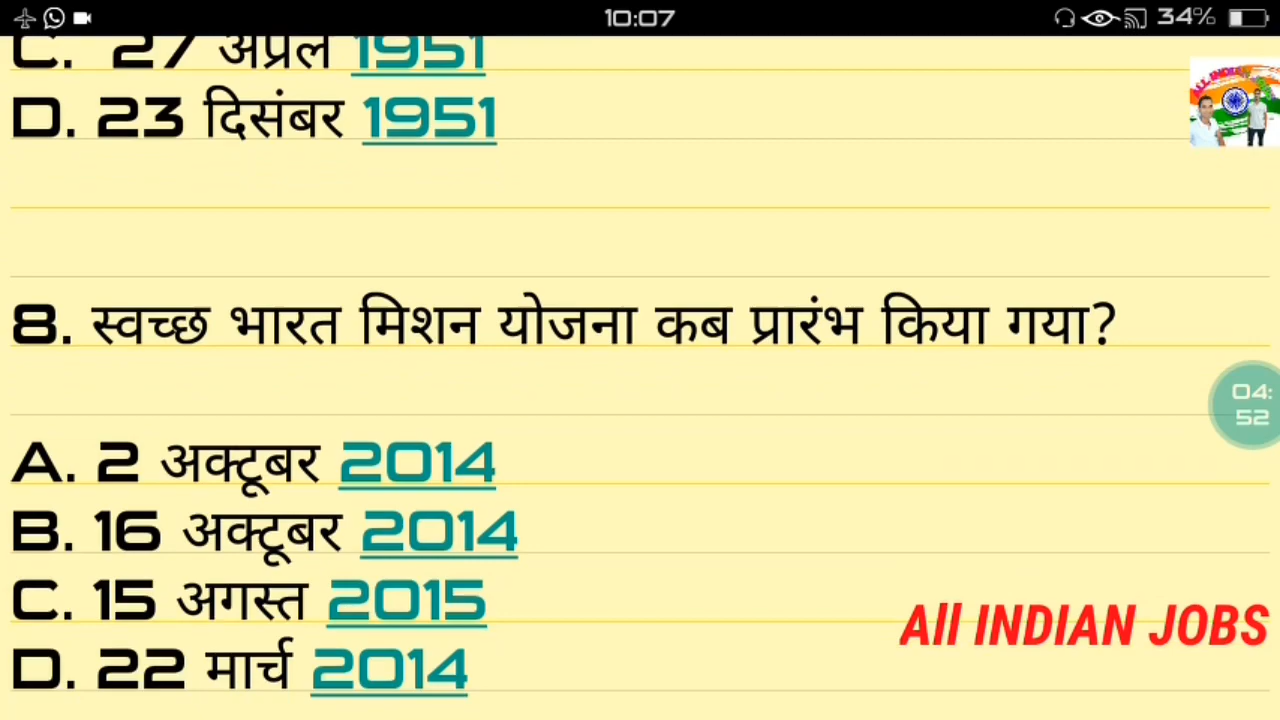 10:07
34%
C. 27 अप्रैल 1951
D. 23 दिसंबर 1951
8. स्वच्छ भारत मिशन योजना कब प्रारंभ किया गया?
04:
52
A. 2 अक्टूबर 2014
B. 16 अक्टूबर 2014
C. 15 अगस्त 2015
All INDIAN JOBS
D. 22 मार्च 2014